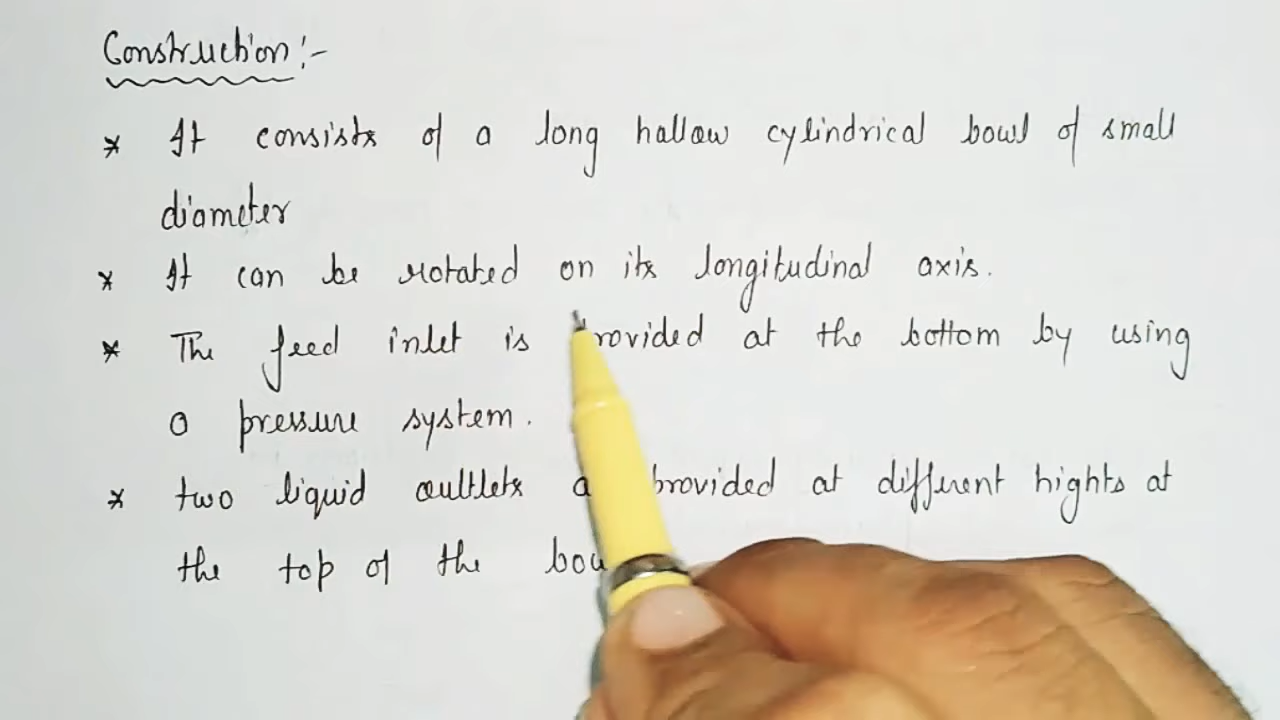 Construction:-
* It consists of a long hallow cylindrical bowl of small
diameter
* It can be rotated on its longitudinal axis.
* The feed inlet is provided at the bottom by using
a pressure system.
* two liquid outlets provided at different hights at
the top of the